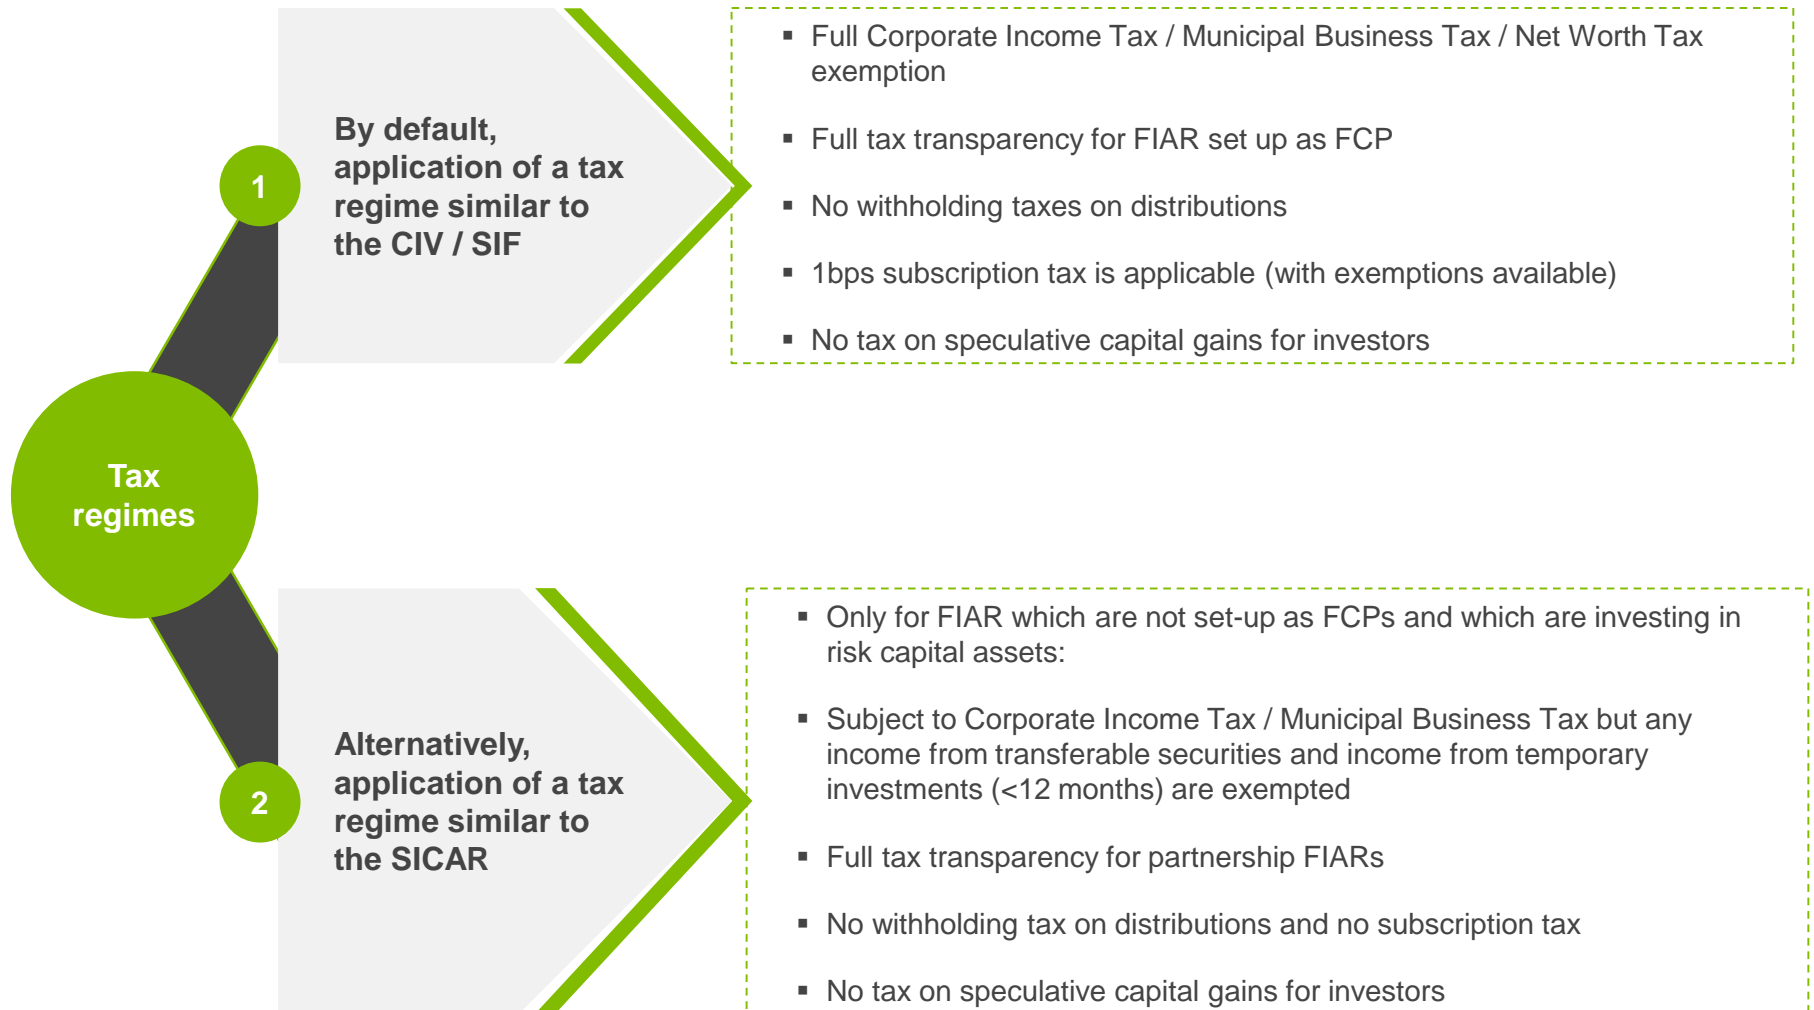 Tax
regimes
1
By default,
application of a tax
regime similar to
the CIV / SIF
▪ Full Corporate Income Tax / Municipal Business Tax / Net Worth Tax
exemption
▪ Full tax transparency for FIAR set up as FCP
▪ No withholding taxes on distributions
▪ 1bps subscription tax is applicable (with exemptions available)
▪ No tax on speculative capital gains for investors
2
Alternatively,
application of a tax
regime similar to
the SICAR
▪ Only for FIAR which are not set-up as FCPs and which are investing in
risk capital assets:
▪ Subject to Corporate Income Tax / Municipal Business Tax but any
income from transferable securities and income from temporary
investments (<12 months) are exempted
▪ Full tax transparency for partnership FIARs
▪ No withholding tax on distributions and no subscription tax
▪ No tax on speculative capital gains for investors